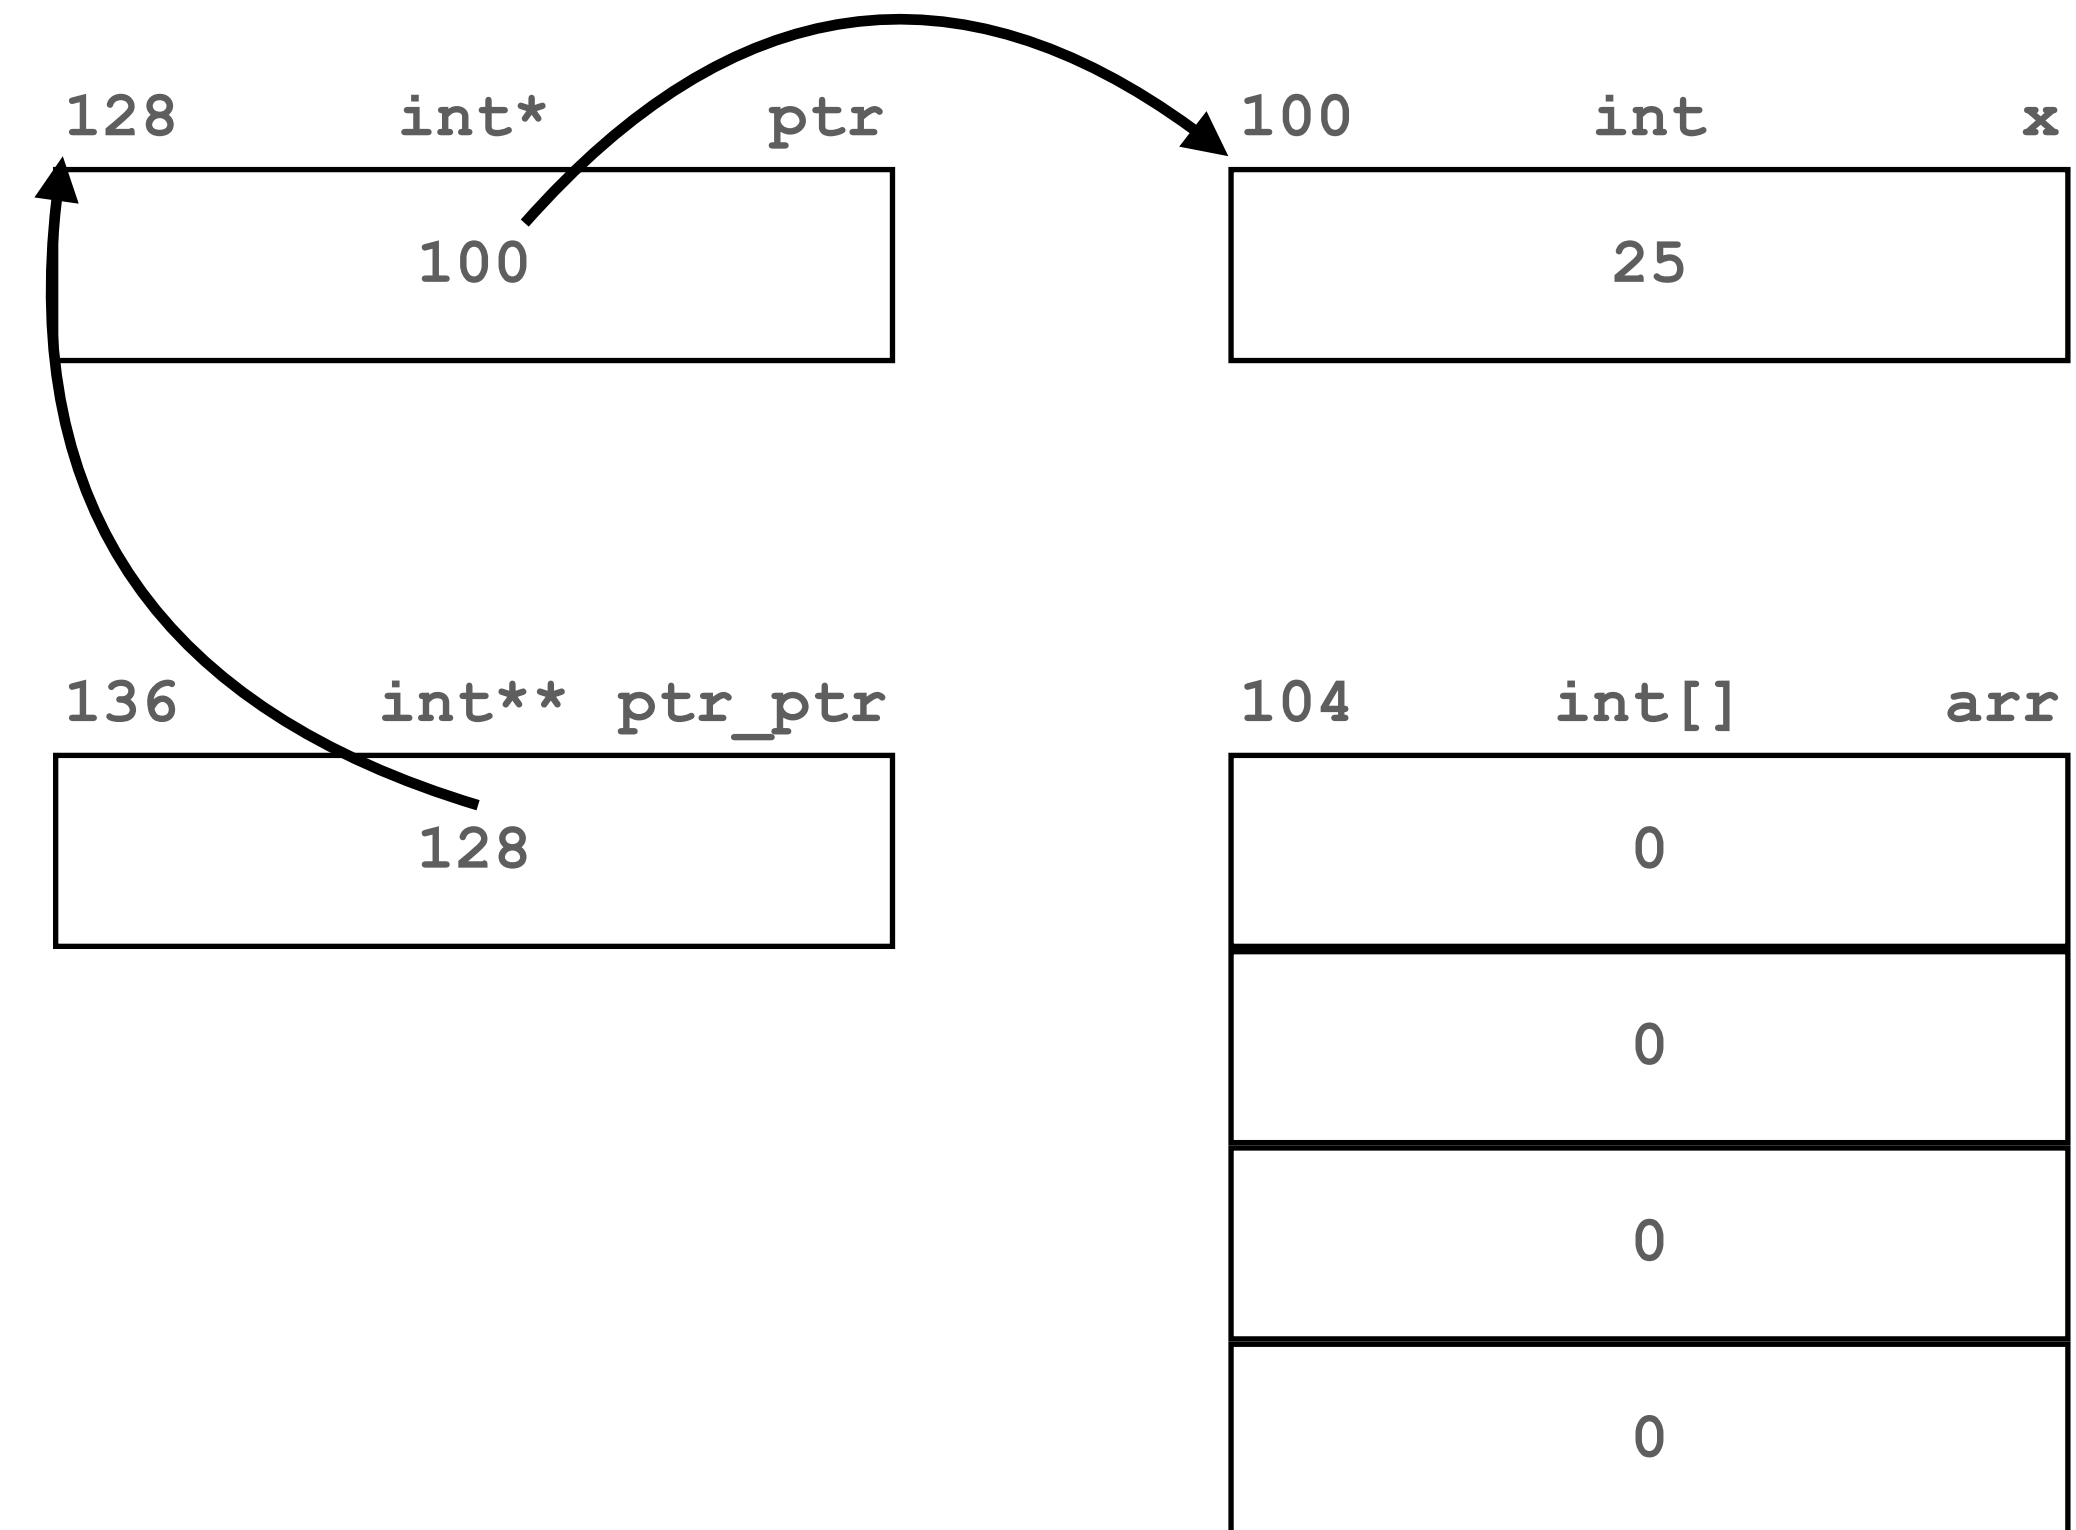 128 int* ptr
100
100 int x
25
136 int** ptr_ptr
128
104 int[] arr
0
0
0
0